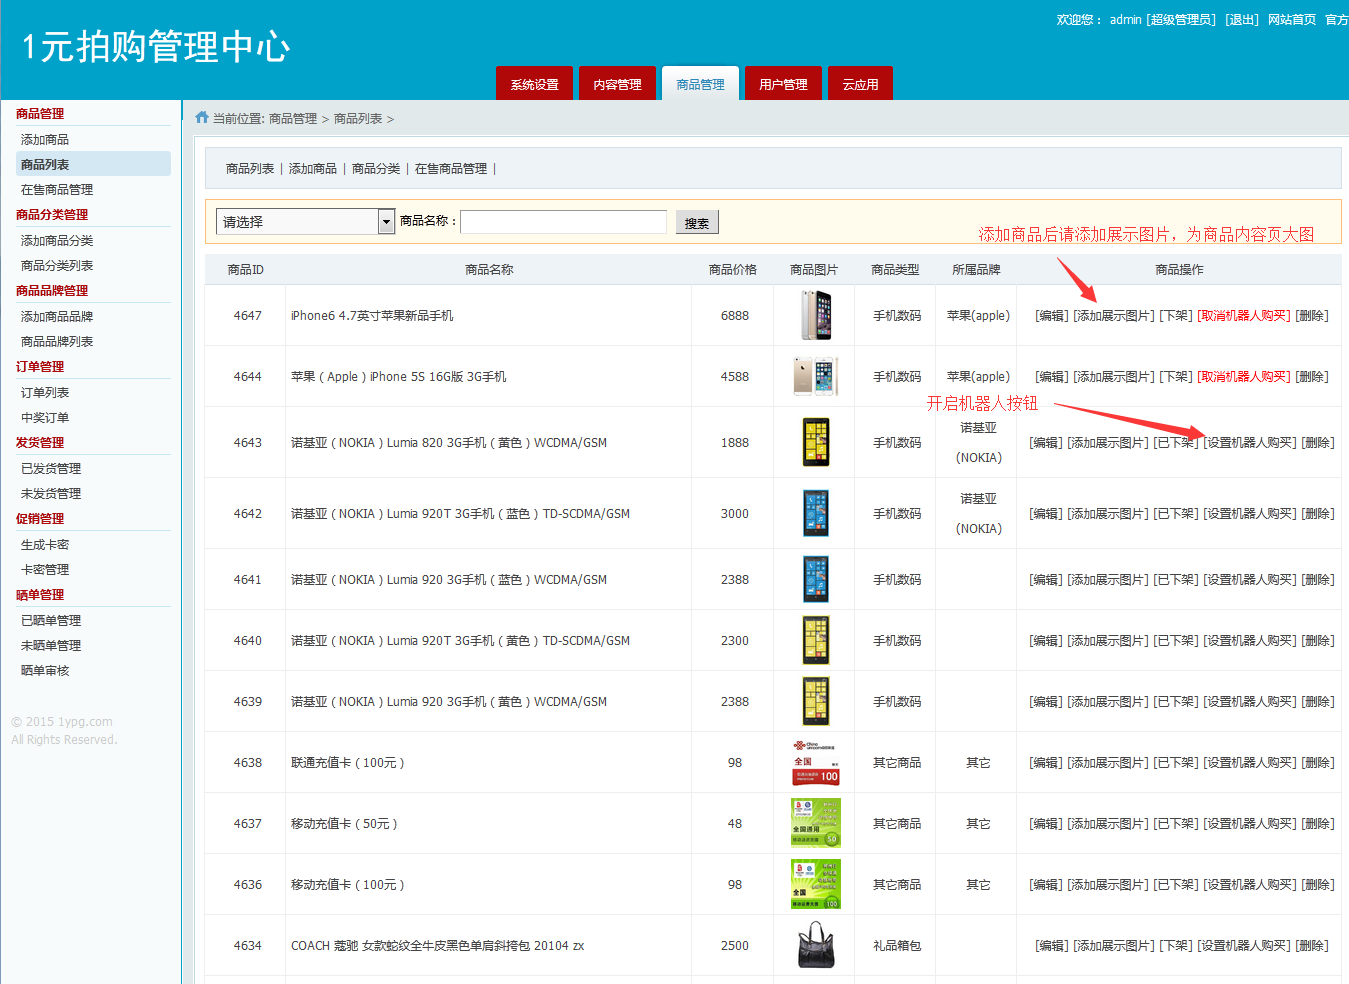 欢迎您： admin [超级管理员] [退出] 网站首页 官方
1元拍购管理中心
系统设置 内容管理 商品管理 用户管理 云应用
当前位置: 商品管理 > 商品列表 >
商品管理
添加商品
商品列表
在售商品管理
商品分类管理
添加商品分类
商品分类列表
商品品牌管理
添加商品品牌
商品品牌列表
订单管理
订单列表
中奖订单
发货管理
已发货管理
未发货管理
促销管理
生成卡密
卡密管理
晒单管理
已晒单管理
未晒单管理
晒单审核
© 2015 1ypg.com
All Rights Reserved.
商品列表 | 添加商品 | 商品分类 | 在售商品管理 |
请选择 商品名称： 搜索
添加商品后请添加展示图片，为商品内容页大图
商品ID 商品名称 商品价格 商品图片 商品类型 所属品牌 商品操作
4647 iPhone6 4.7英寸苹果新品手机 6888 手机数码 苹果(apple) [编辑] [添加展示图片] [下架] [取消机器人购买] [删除]
4644 苹果（Apple）iPhone 5S 16G版 3G手机 4588 手机数码 苹果(apple) [编辑] [添加展示图片] [下架] [取消机器人购买] [删除]
开启机器人按钮
4643 诺基亚（NOKIA）Lumia 820 3G手机（黄色）WCDMA/GSM 1888 手机数码 诺基亚 (NOKIA) [编辑] [添加展示图片] [已下架] [设置机器人购买] [删除]
4642 诺基亚（NOKIA）Lumia 920T 3G手机（蓝色）TD-SCDMA/GSM 3000 手机数码 诺基亚 (NOKIA) [编辑] [添加展示图片] [已下架] [设置机器人购买] [删除]
4641 诺基亚（NOKIA）Lumia 920 3G手机（蓝色）WCDMA/GSM 2388 手机数码 [编辑] [添加展示图片] [已下架] [设置机器人购买] [删除]
4640 诺基亚（NOKIA）Lumia 920T 3G手机（黄色）TD-SCDMA/GSM 2300 手机数码 [编辑] [添加展示图片] [已下架] [设置机器人购买] [删除]
4639 诺基亚（NOKIA）Lumia 920 3G手机（黄色）WCDMA/GSM 2388 手机数码 [编辑] [添加展示图片] [已下架] [设置机器人购买] [删除]
4638 联通充值卡（100元） 98 China 全国 100 其它商品 其它 [编辑] [添加展示图片] [已下架] [设置机器人购买] [删除]
4637 移动充值卡（50元） 48 全国通用 50 其它商品 其它 [编辑] [添加展示图片] [已下架] [设置机器人购买] [删除]
4636 移动充值卡（100元） 98 全国 100 其它商品 其它 [编辑] [添加展示图片] [已下架] [设置机器人购买] [删除]
4634 COACH 蔻驰 女款蛇纹全牛皮黑色单肩斜挎包 20104 zx 2500 礼品箱包 [编辑] [添加展示图片] [下架] [设置机器人购买] [删除]